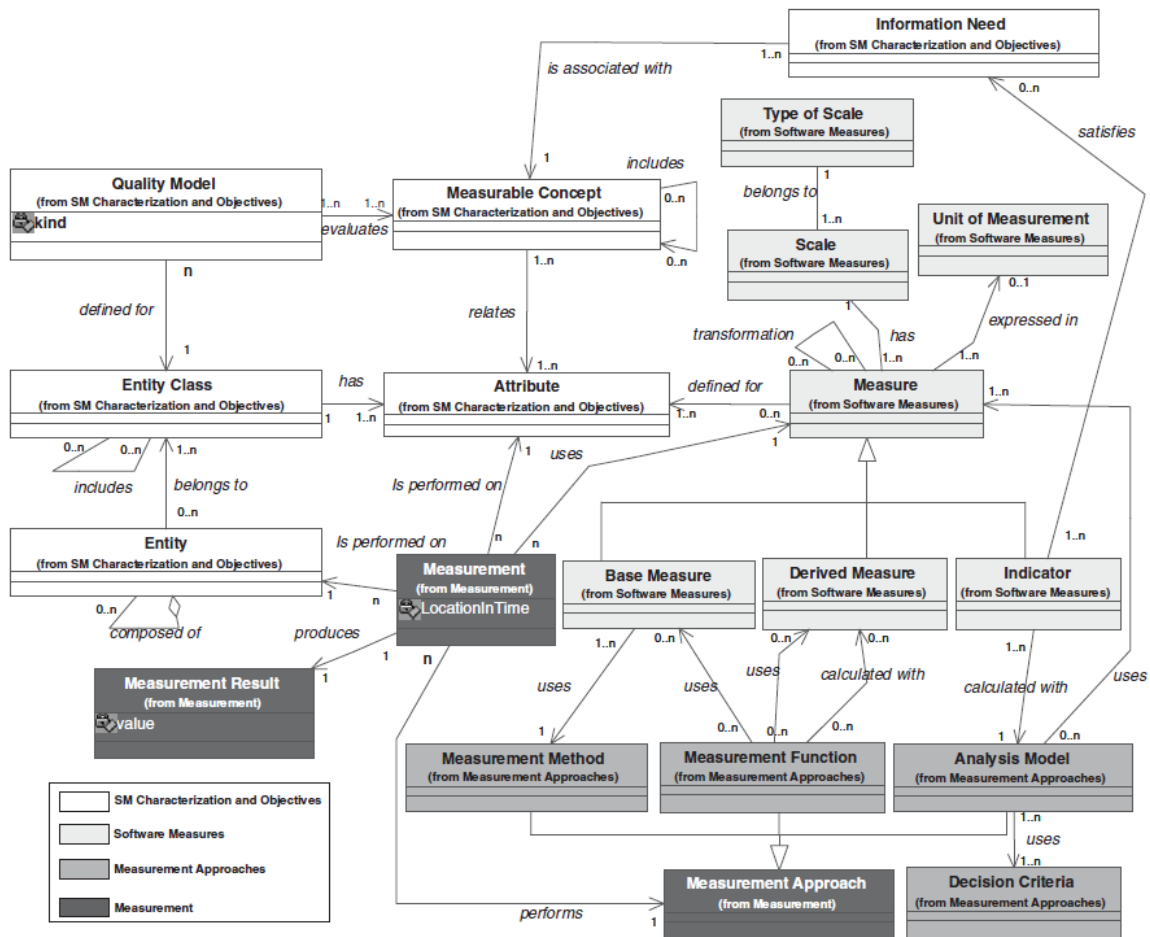 Information Need
(from SM Characterization and Objectives)
1..n
is associated with
0..n
Type of Scale
(from Software Measures)
satisfies
1
includes
1
Quality Model
(from SM Characterization and Objectives)
kind
1..n
1..n
evaluates
Measurable Concept
(from SM Characterization and Objectives)
0..n
0..n
belongs to
1..n
Unit of Measurement
(from Software Measures)
Scale
(from Software Measures)
n
1..n
0..1
defined for
relates
1
transformation
has
expressed in
1
1..n
0..n
0..n
1..n
1..n
Entity Class
(from SM Characterization and Objectives)
has
1
1..n
Attribute
(from SM Characterization and Objectives)
defined for
1..n
0..n
Measure
(from Software Measures)
1..n
0..n
0..n
1..n
1
uses
1
includes
belongs to
Is performed on
0..n
Entity
(from SM Characterization and Objectives)
Is performed on
n
n
1..n
Measurement
(from Measurement)
LocationInTime
Base Measure
(from Software Measures)
Derived Measure
(from Software Measures)
Indicator
(from Software Measures)
0..n
composed of
1
n
produces
1
n
1
1..n
0..n
0..n
0..n
1..n
Measurement Result
(from Measurement)
value
uses
uses
uses
calculated with
calculated with
uses
1
0..n
0..n
0..n
1
0..n
Measurement Method
(from Measurement Approaches)
Measurement Function
(from Measurement Approaches)
Analysis Model
(from Measurement Approaches)
SM Characterization and Objectives
Software Measures
Measurement Approaches
Measurement
1..n
uses
1..n
Measurement Approach
(from Measurement)
Decision Criteria
(from Measurement Approaches)
performs
1